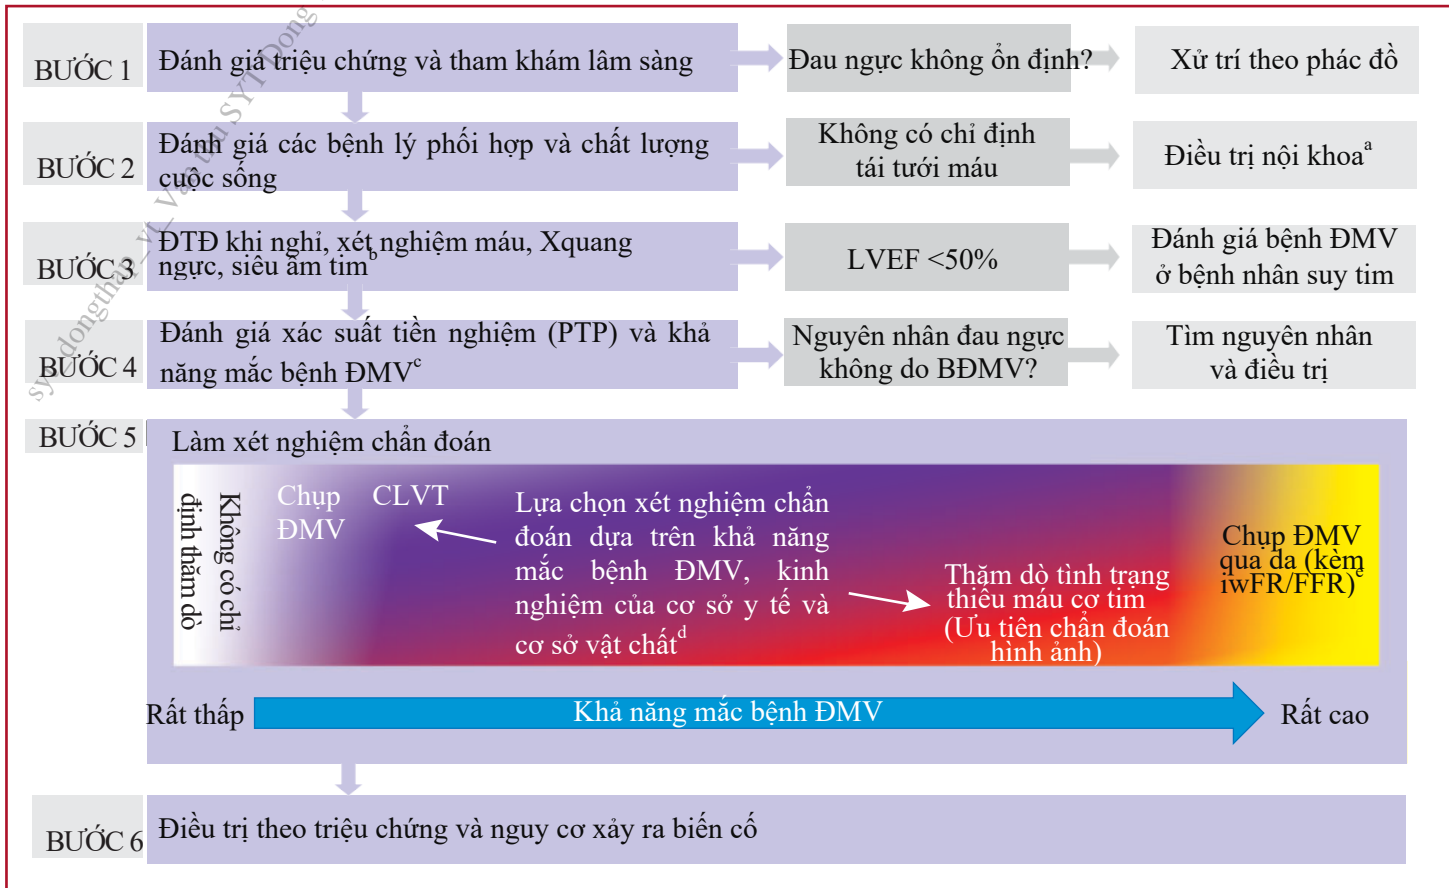 BƯỚC 1
Đánh giá triệu chứng và tham khám lâm sàng
Đau ngực không ổn định?
Xử trí theo phác đồ
BƯỚC 2
Đánh giá các bệnh lý phối hợp và chất lượng
cuộc sống
Không có chỉ định
tái tưới máu
Điều trị nội khoa^a
BƯỚC 3
ĐTĐ khi nghỉ, xét nghiệm máu, Xquang
ngực, siêu âm tim^b
LVEF <50%
Đánh giá bệnh ĐMV
ở bệnh nhân suy tim
BƯỚC 4
Đánh giá xác suất tiền nghiệm (PTP) và khả
năng mắc bệnh ĐMV^c
Nguyên nhân đau ngực
không do BĐMV?
Tìm nguyên nhân
và điều trị
BƯỚC 5
Làm xét nghiệm chẩn đoán
Không có chỉ
định thăm dò
Chụp CLVT
ĐMV
Lựa chọn xét nghiệm chẩn
đoán dựa trên khả năng
mắc bệnh ĐMV, kinh
nghiệm của cơ sở y tế và
cơ sở vật chất^d
Thăm dò tình trạng
thiếu máu cơ tim
(Ưu tiên chẩn đoán
hình ảnh)
Chụp ĐMV
qua da (kèm
iwFR/FFR)^e
Rất thấp
Khả năng mắc bệnh ĐMV
Rất cao
BƯỚC 6
Điều trị theo triệu chứng và nguy cơ xảy ra biến cố